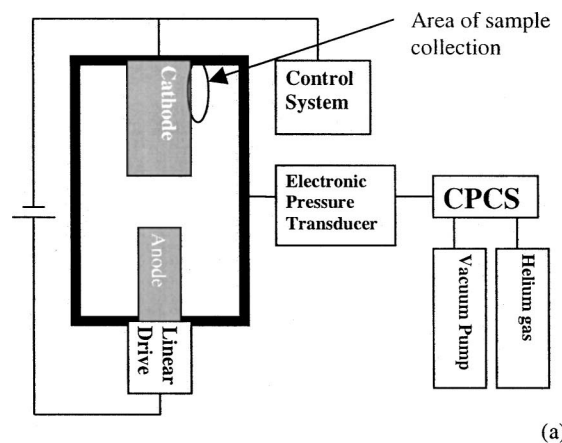 Area of sample
collection
Cathode
Control
System
Electronic
Pressure
Transducer
CPCS
Anode
Vacuum Pump
Helium gas
Linear
Drive
(a)